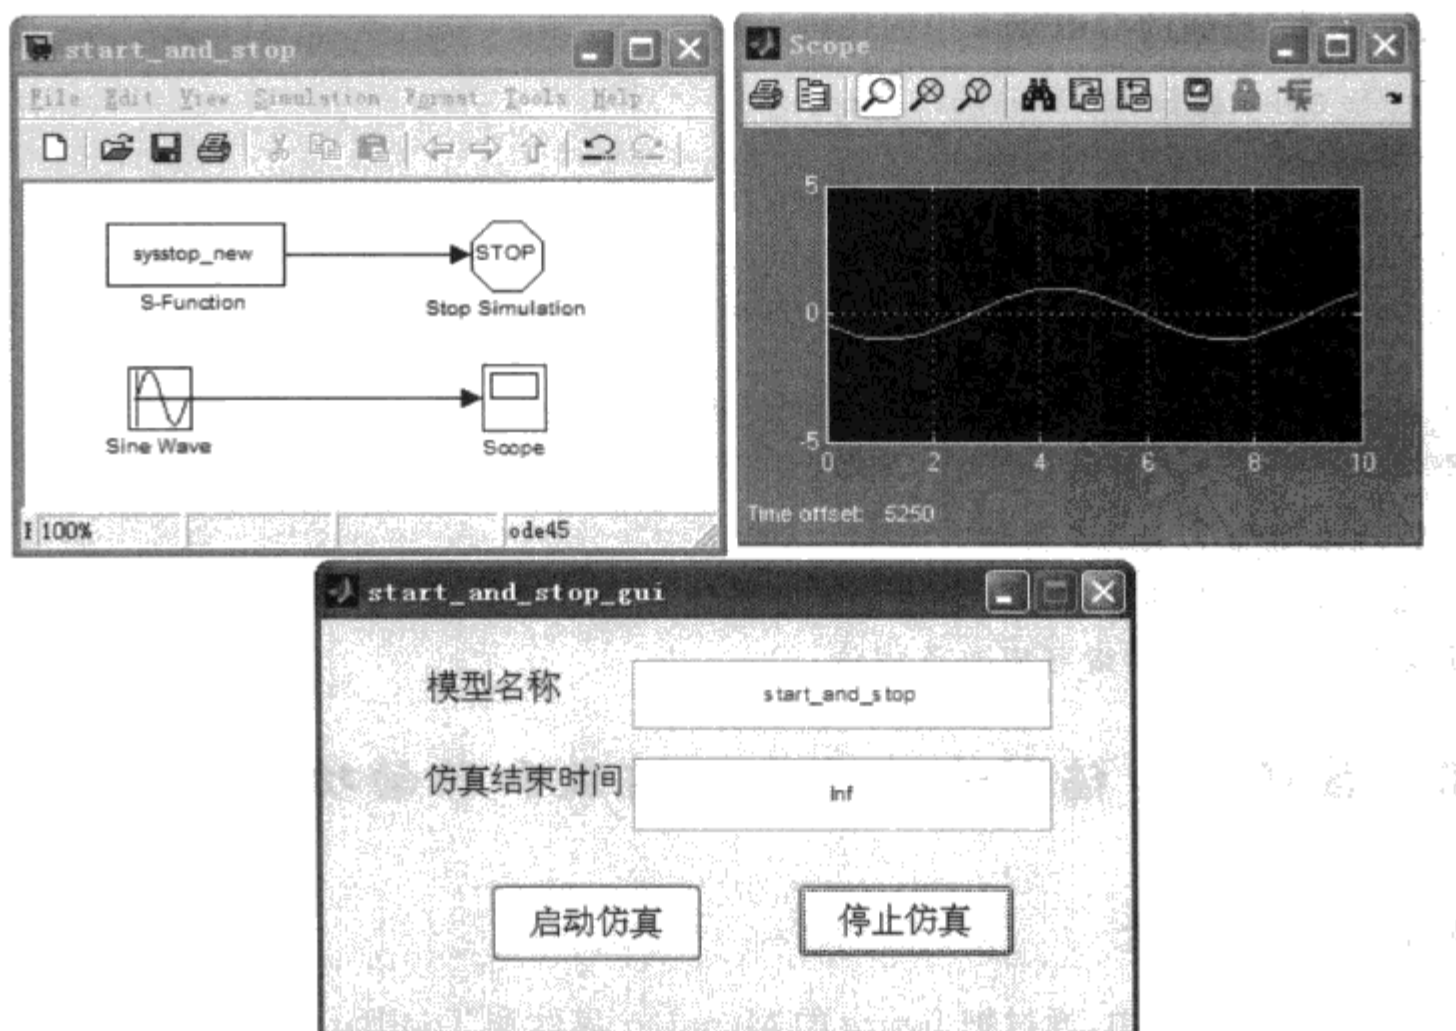 start_and_stop
File Edit View Simulation Format Tools Help
sysstop_new
S-Function
STOP
Stop Simulation
Sine Wave
Scope
100%
ode45
Scope
5
0
-5
0 2 4 6 8 10
Time offset: 5250
start_and_stop_gui
模型名称
start_and_stop
仿真结束时间
Inf
启动仿真
停止仿真